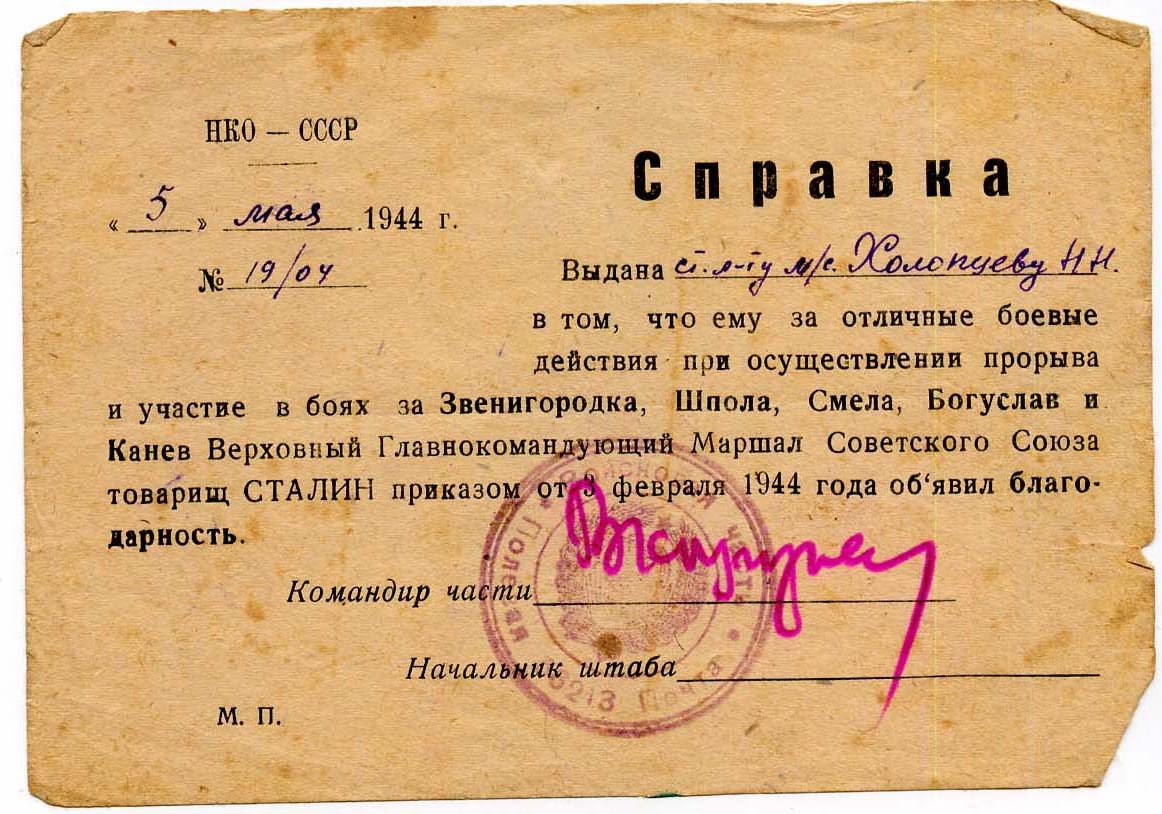 НКО — СССР
« 5 » мая 1944 г.
№ 19/04
Справка
Выдана ст. л-ту м/с. Холопцеву Н Н.
в том, что ему за отличные боевые
действия при осуществлении прорыва
и участие в боях за Звенигородка, Шпола, Смела, Богуслав и
Канев Верховный Главнокомандующий Маршал Советского Союза
товарищ СТАЛИН приказом от 3 февраля 1944 года об‘явил благо-
дарность.
Командир части
Начальник штаба
М. П.
Полевая Почта